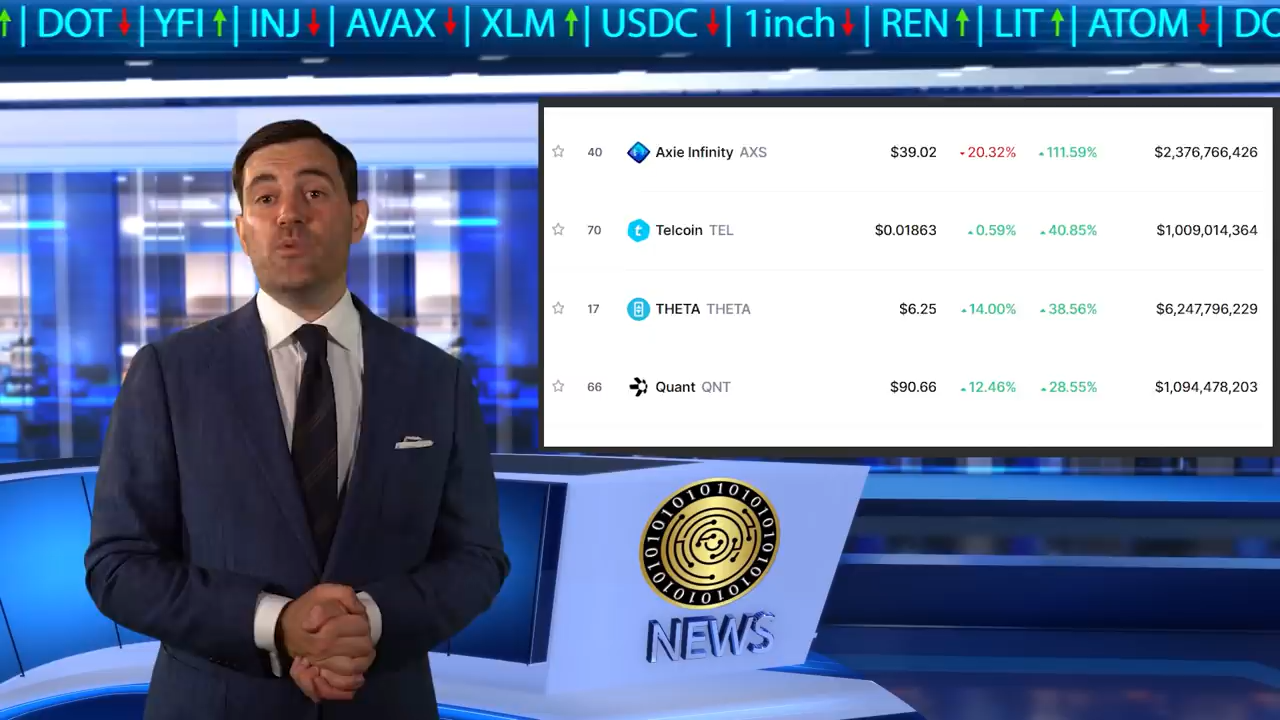 DOT | YFI | INJ | AVAX | XLM | USDC | 1inch | REN | LIT | ATOM |
40 Axie Infinity AXS $39.02 20.32% 111.59% $2,376,766,426
70 Telcoin TEL $0.01863 0.59% 40.85% $1,009,014,364
17 THETA THETA $6.25 14.00% 38.56% $6,247,796,229
66 Quant QNT $90.66 12.46% 28.55% $1,094,478,203
NEWS